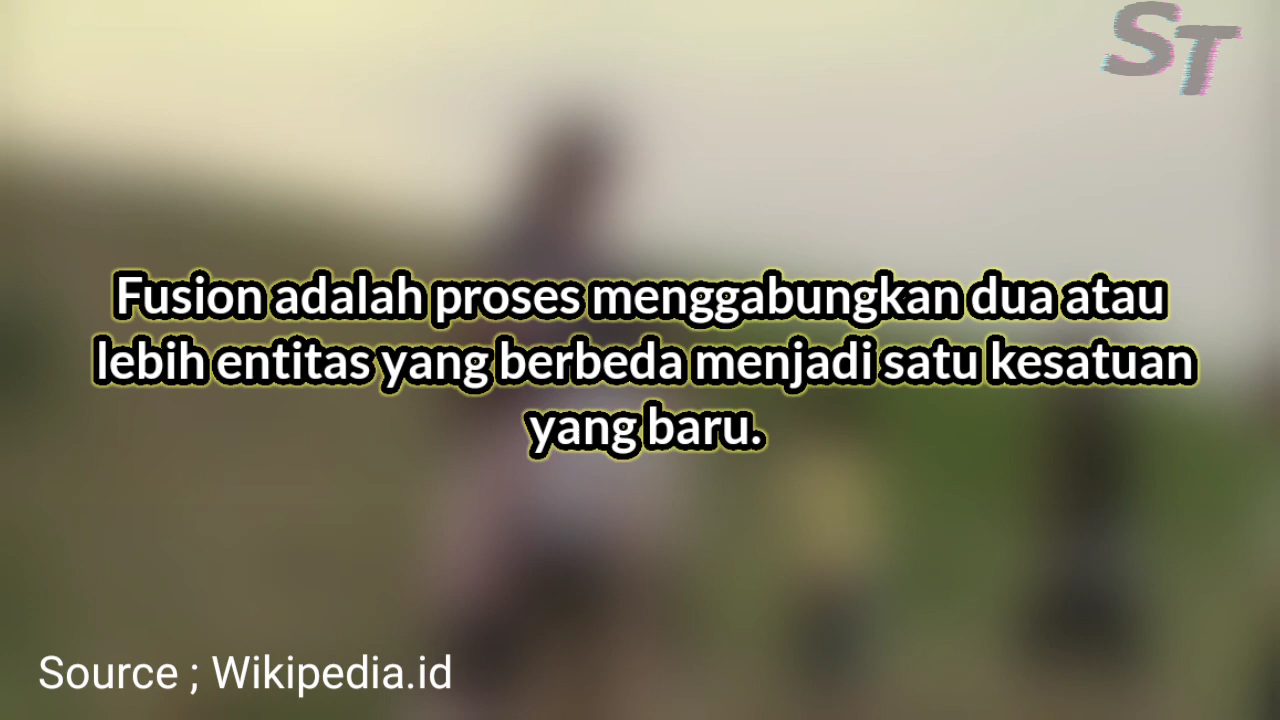 ST
Fusion adalah proses menggabungkan dua atau
lebih entitas yang berbeda menjadi satu kesatuan
yang baru.
Source ; Wikipedia.id